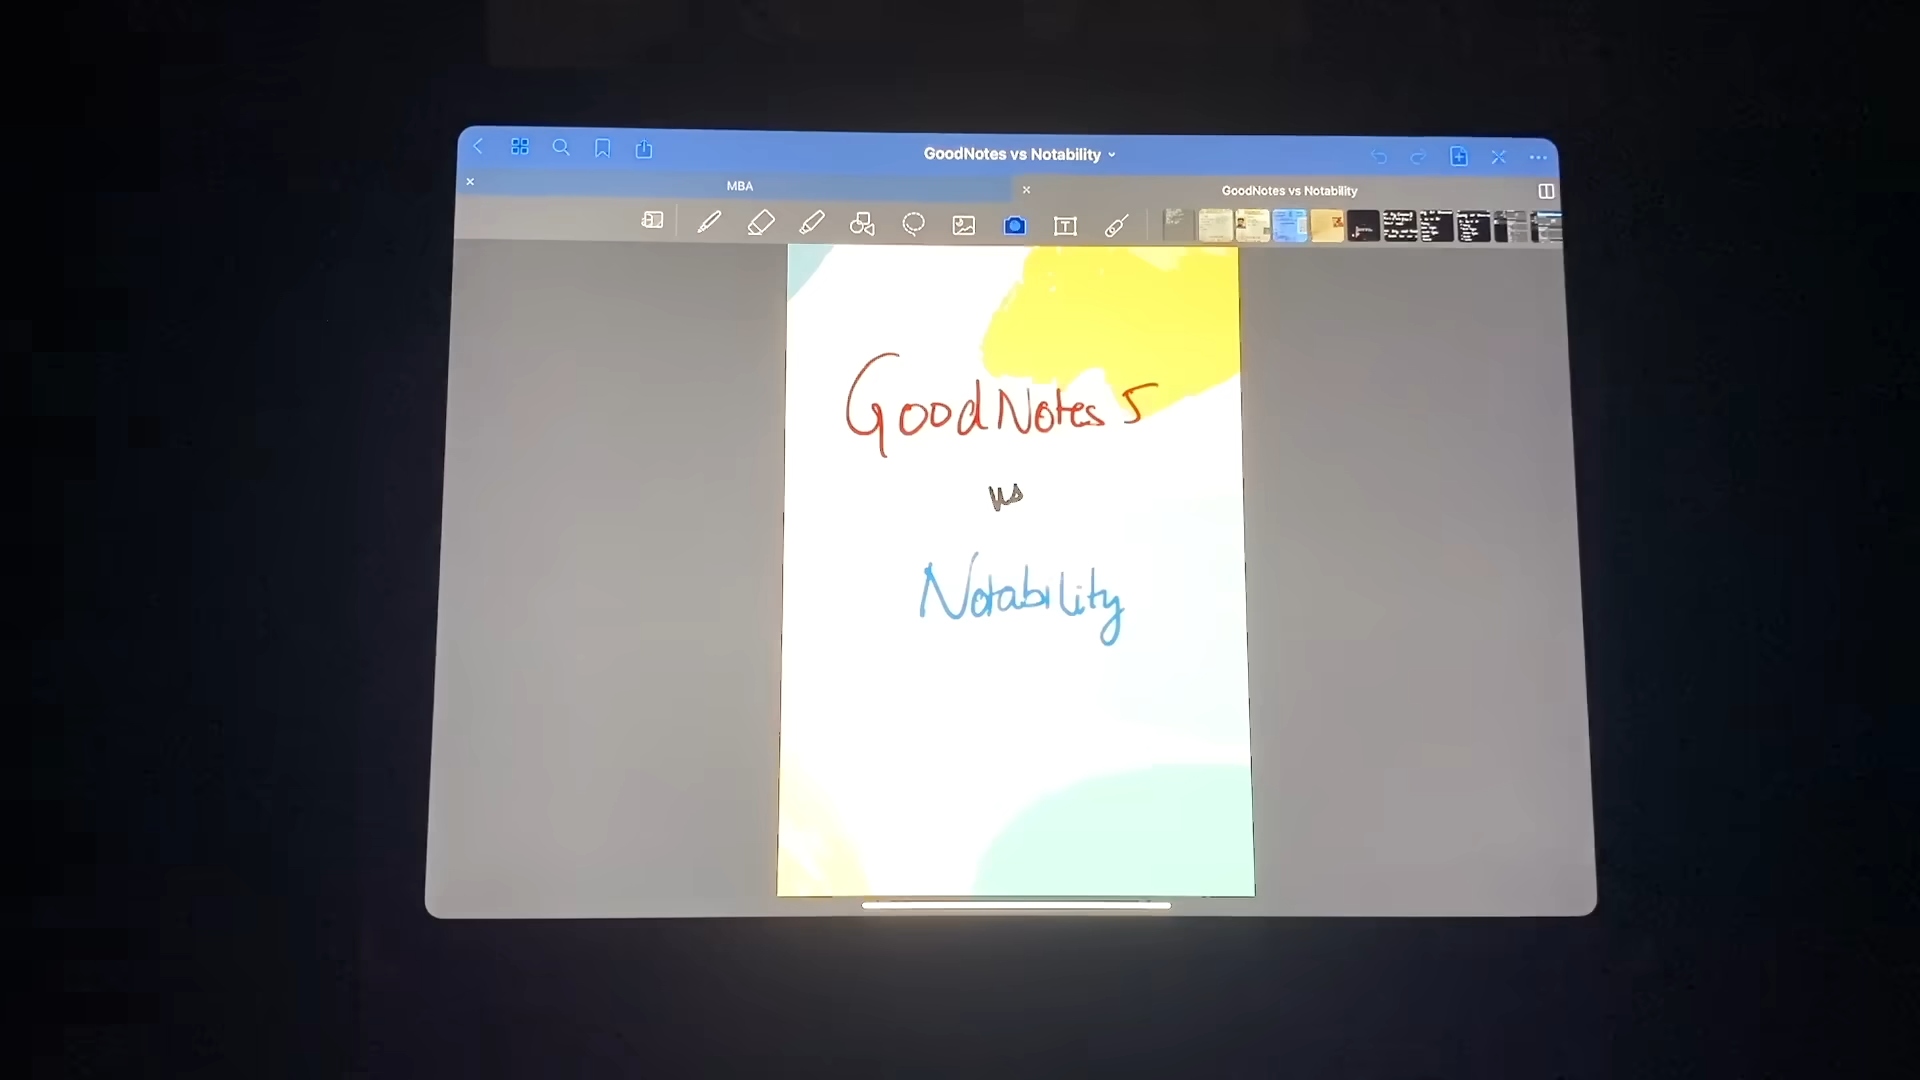 GoodNotes vs Notability
MBA
GoodNotes vs Notability
GoodNotes 5
vs
Notability